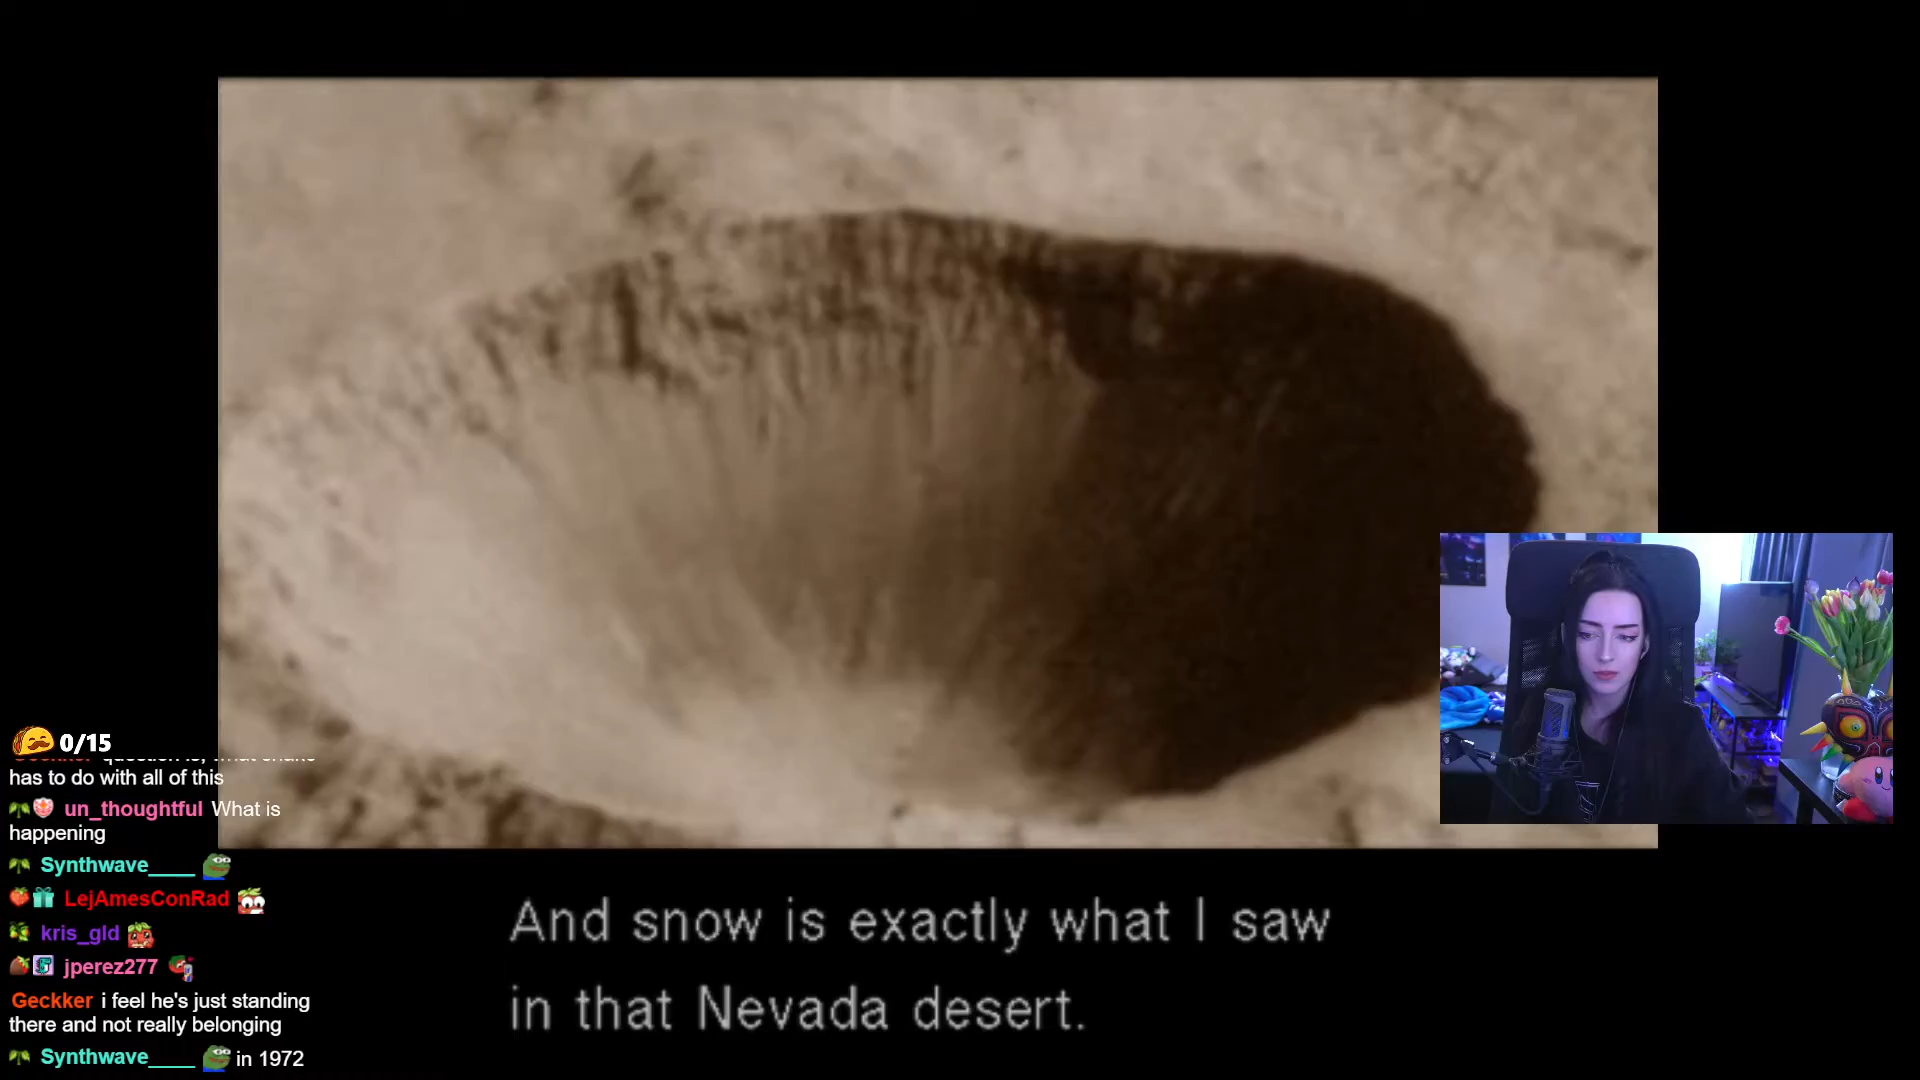 0/15
has to do with all of this
un_thoughtful What is
happening
Synthwave____
LejAmesConRad
kris_gld
jperez277
Geckker i feel he's just standing
there and not really belonging
Synthwave____ in 1972
And snow is exactly what I saw
in that Nevada desert.